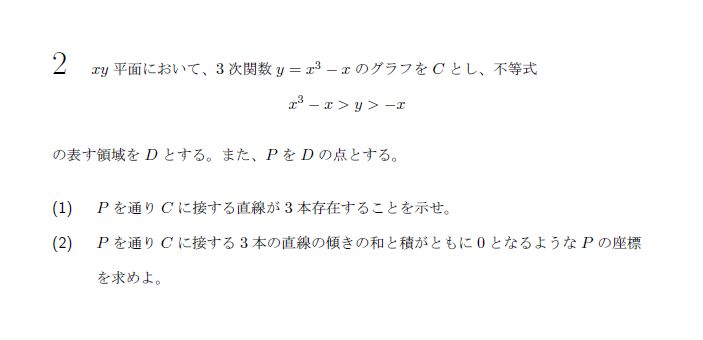 2 xy 平面において、3 次関数 y = x³ − x のグラフを C とし、不等式
x³ − x > y > −x
の表す領域を D とする。また、P を D の点とする。
(1) P を通り C に接する直線が 3 本存在することを示せ。
(2) P を通り C に接する 3 本の直線の傾きの和と積がともに 0 となるような P の座標
を求めよ。